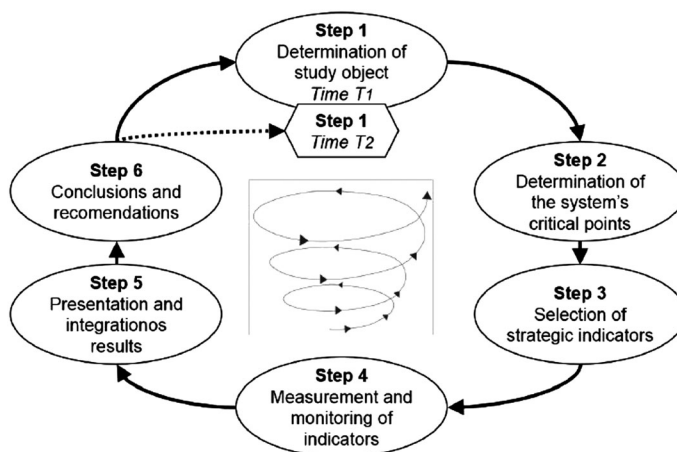 Step 1
Determination of
study object
Time T1
Step 1
Time T2
Step 2
Determination of
the system's
critical points
Step 3
Selection of
strategic indicators
Step 4
Measurement and
monitoring of
indicators
Step 5
Presentation and
integrationos
results
Step 6
Conclusions and
recomendations